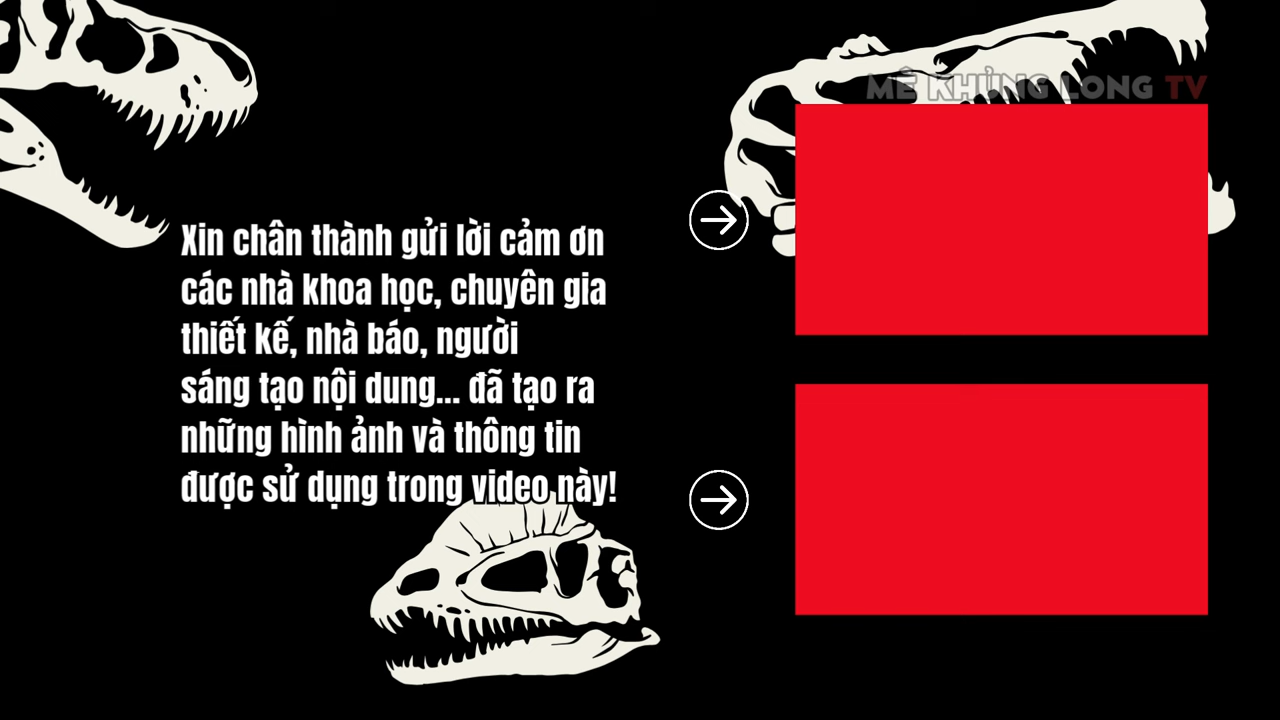 MÊ KHỦNG LONG TV
Xin chân thành gửi lời cảm ơn
các nhà khoa học, chuyên gia
thiết kế, nhà báo, người
sáng tạo nội dung... đã tạo ra
những hình ảnh và thông tin
được sử dụng trong video này!